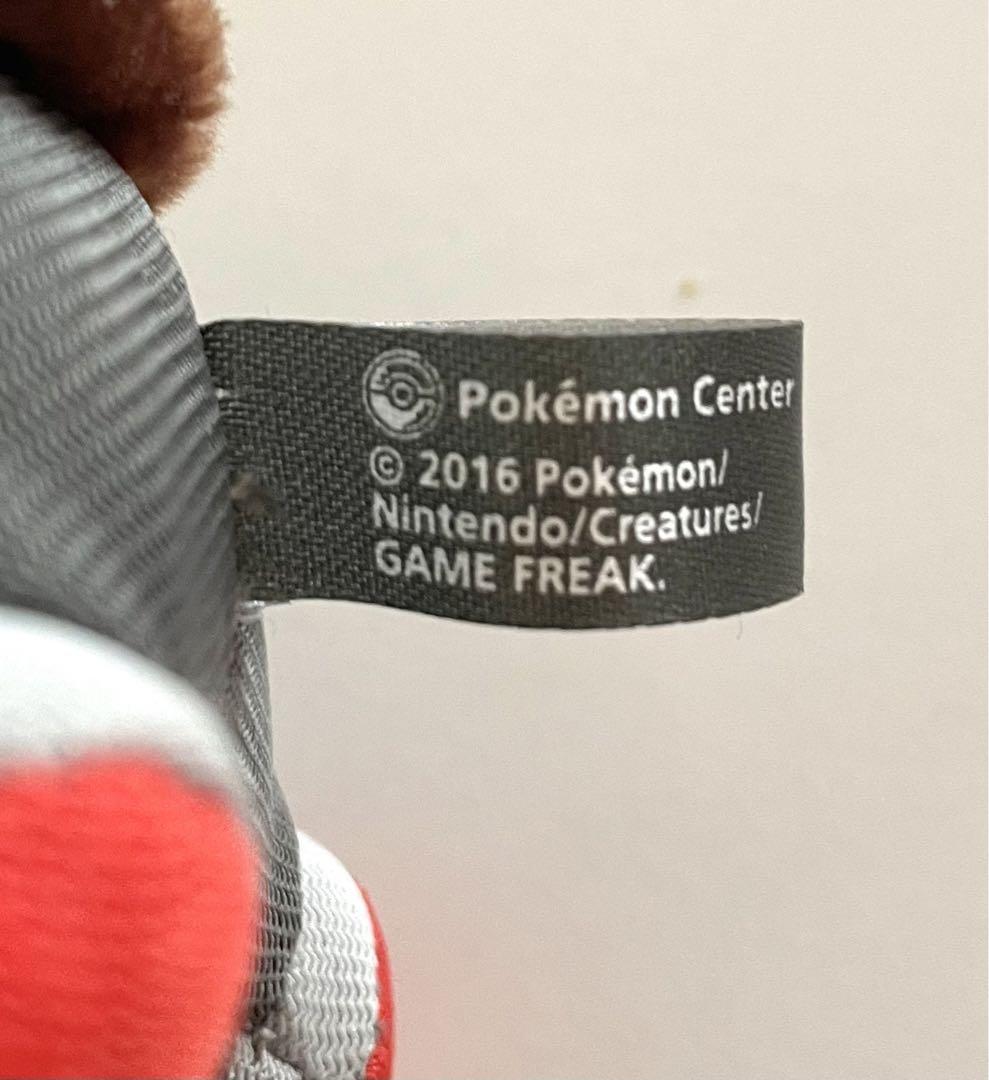 Pokémon Center
© 2016 Pokémon/
Nintendo/Creatures/
GAME FREAK.